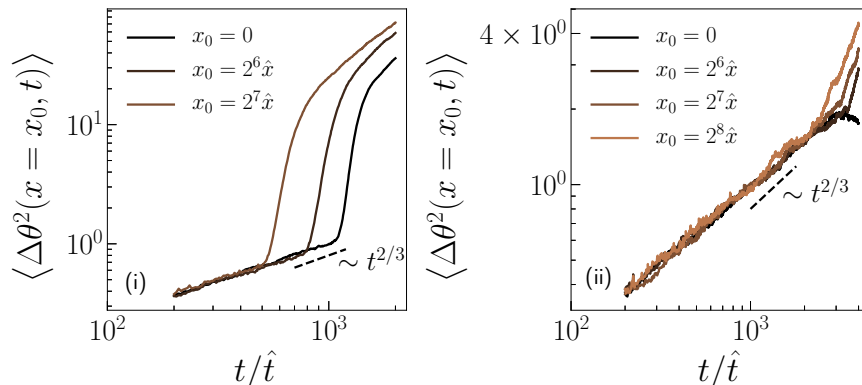 ⟨Δθ²(x = x₀, t)⟩
10¹
10⁰
x₀ = 0
x₀ = 2⁶x̂
x₀ = 2⁷x̂
~ t^{2/3}
(i)
10²
10³
t/t̂
⟨Δθ²(x = x₀, t)⟩
4 × 10⁰
10⁰
x₀ = 0
x₀ = 2⁶x̂
x₀ = 2⁷x̂
x₀ = 2⁸x̂
~ t^{2/3}
(ii)
10²
10³
t/t̂